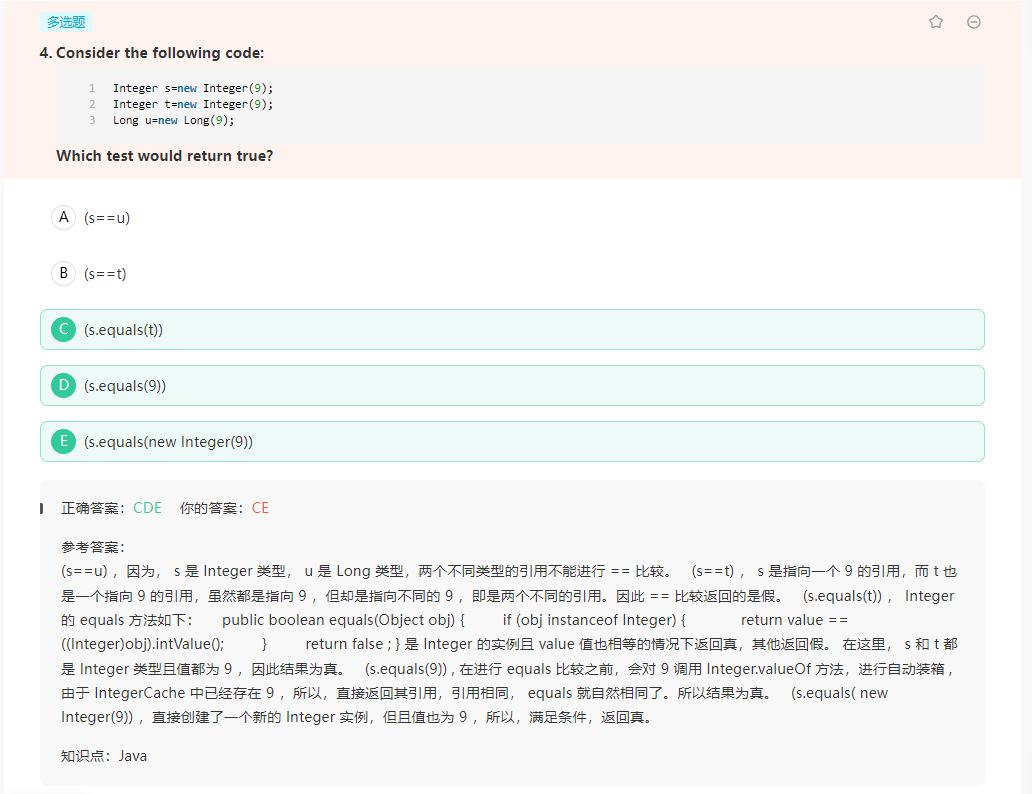 多选题
4. Consider the following code:
1 Integer s=new Integer(9);
2 Integer t=new Integer(9);
3 Long u=new Long(9);
Which test would return true?
A (s==u)
B (s==t)
C (s.equals(t))
D (s.equals(9))
E (s.equals(new Integer(9))
正确答案：CDE 你的答案：CE
参考答案：
(s==u) ，因为， s 是 Integer 类型， u 是 Long 类型，两个不同类型的引用不能进行 == 比较。 (s==t) ， s 是指向一个 9 的引用，而 t 也
是一个指向 9 的引用，虽然都是指向 9 ，但却是指向不同的 9 ，即是两个不同的引用。因此 == 比较返回的是假。 (s.equals(t)) ， Integer
的 equals 方法如下： public boolean equals(Object obj) { if (obj instanceof Integer) { return value ==
((Integer)obj).intValue(); } return false ; } 是 Integer 的实例且 value 值也相等的情况下返回真，其他返回假。 在这里， s 和 t 都
是 Integer 类型且值都为 9 ，因此结果为真。 (s.equals(9)) , 在进行 equals 比较之前，会对 9 调用 Integer.valueOf 方法，进行自动装箱 ,
由于 IntegerCache 中已经存在 9 ，所以，直接返回其引用，引用相同， equals 就自然相同了。所以结果为真。 (s.equals( new
Integer(9)) ，直接创建了一个新的 Integer 实例，但且值也为 9 ，所以，满足条件，返回真。
知识点：Java